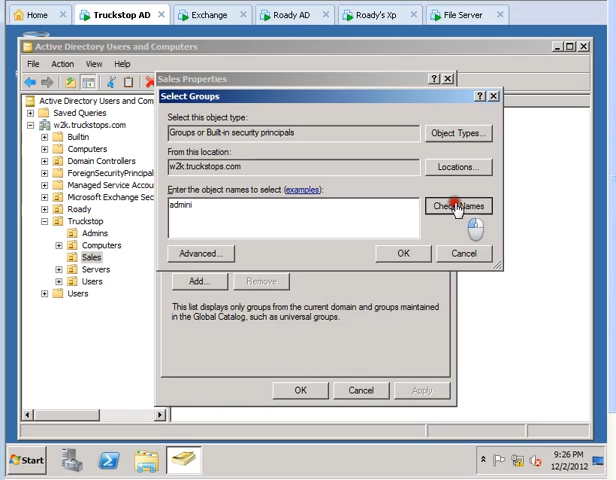 Home
Truckstop AD
Exchange
Roady AD
Roady's Xp
File Server
Active Directory Users and Computers
File Action View Help
Sales Properties
Select Groups
Select this object type:
Groups or Built-in security principals
Object Types...
From this location:
w2k.truckstops.com
Locations...
Enter the object names to select (examples):
admini
Check Names
Advanced...
OK
Cancel
Active Directory Users and Com
Saved Queries
w2k.truckstops.com
Builtin
Computers
Domain Controllers
ForeignSecurityPrincipal
Managed Service Accou
Microsoft Exchange Sec
Roady
Truckstop
Admins
Computers
Sales
Servers
Users
Users
Add...
Remove
This list displays only groups from the current domain and groups maintained
in the Global Catalog, such as universal groups.
OK
Cancel
Apply
Start
9:26 PM
12/2/2012